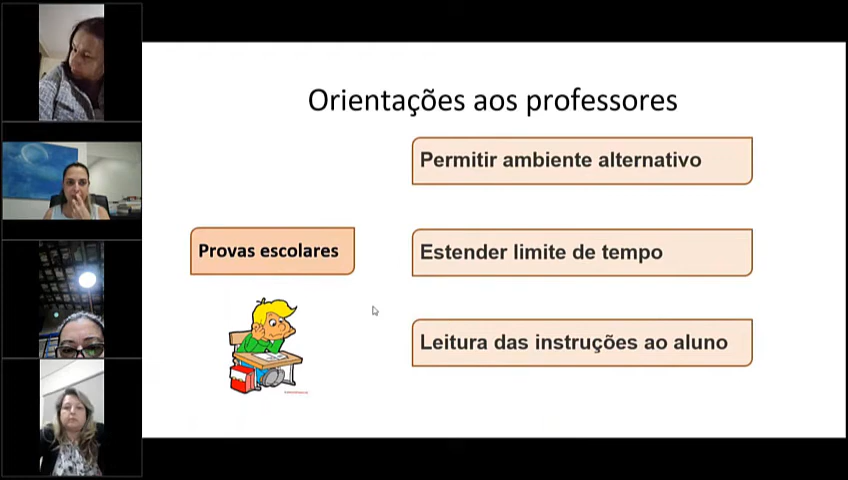 Orientações aos professores
Permitir ambiente alternativo
Provas escolares
Estender limite de tempo
Leitura das instruções ao aluno